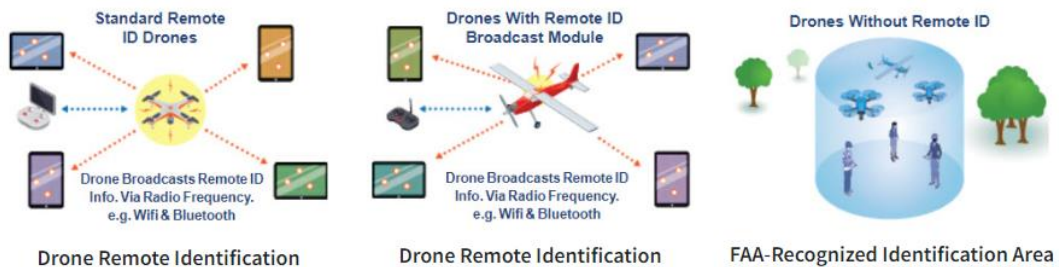 Standard Remote
ID Drones
Drone Broadcasts Remote ID
Info. Via Radio Frequency.
e.g. Wifi & Bluetooth
Drone Remote Identification
Drones With Remote ID
Broadcast Module
Drone Broadcasts Remote ID
Info. Via Radio Frequency.
e.g. Wifi & Bluetooth
Drone Remote Identification
Drones Without Remote ID
FAA-Recognized Identification Area